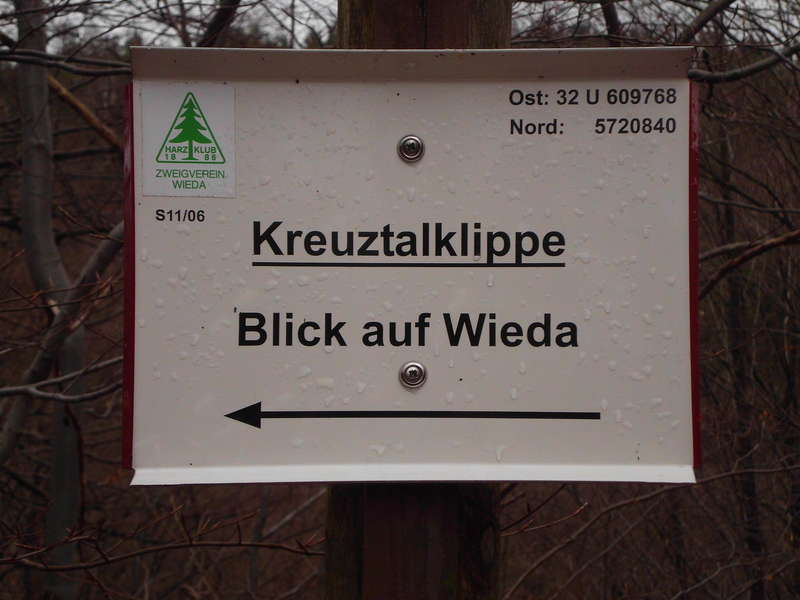 HARZ KLUB
18 86
ZWEIGVEREIN
WIEDA
S11/06
Ost: 32 U 609768
Nord: 5720840
Kreuztalklippe
Blick auf Wieda